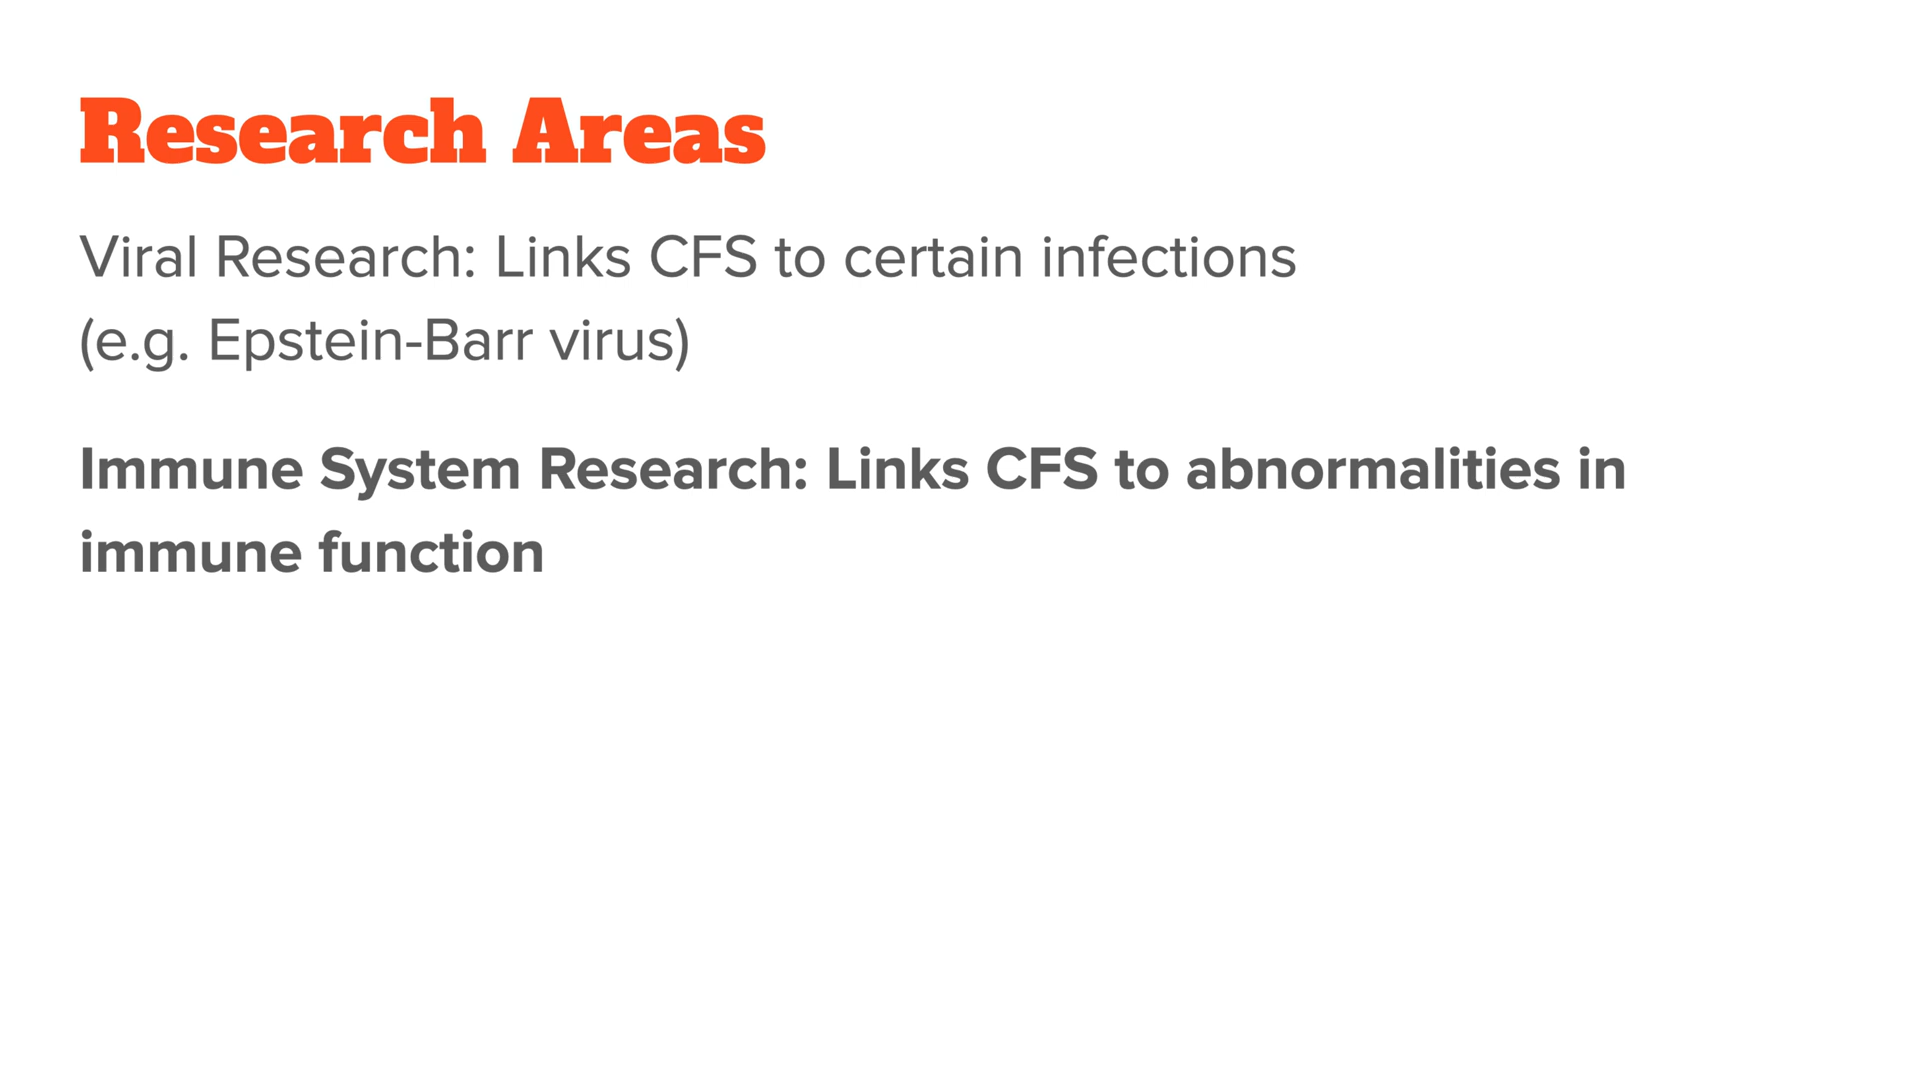 Research Areas
Viral Research: Links CFS to certain infections
(e.g. Epstein-Barr virus)
Immune System Research: Links CFS to abnormalities in
immune function